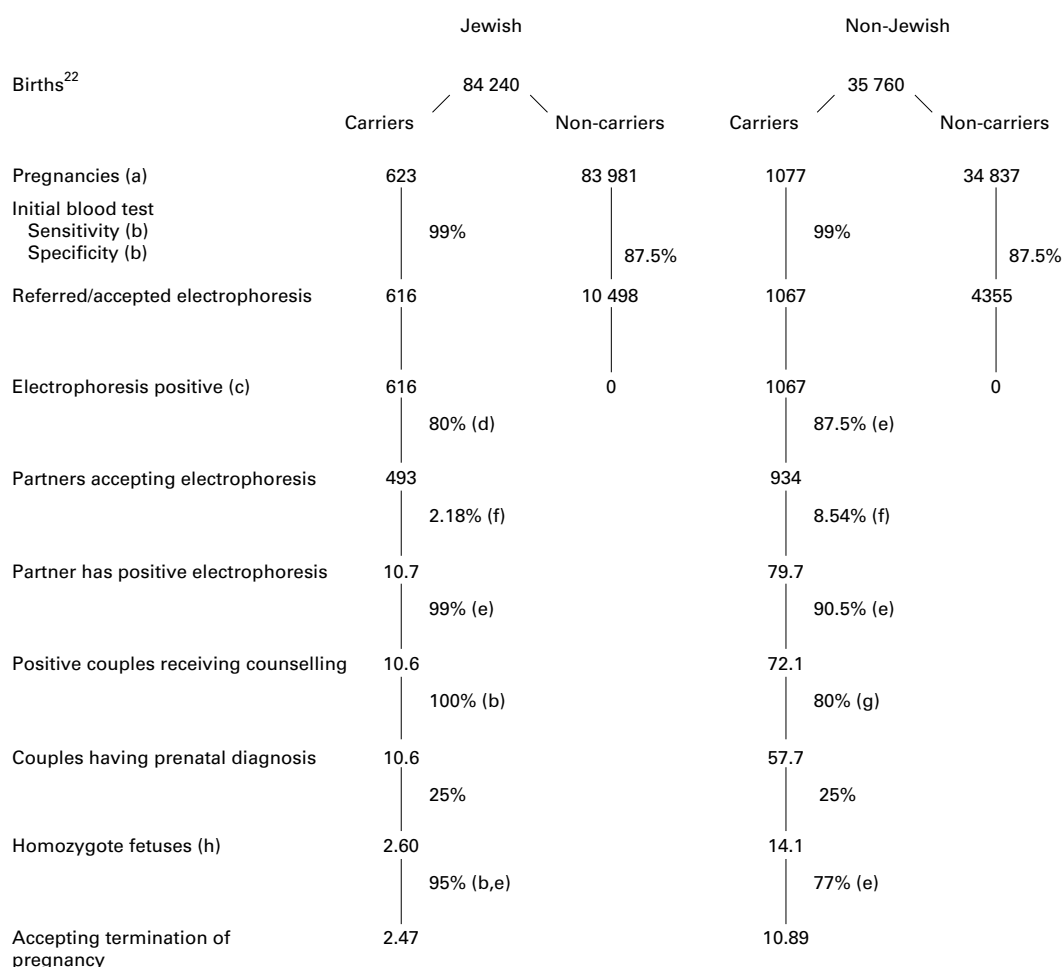 Jewish Non-Jewish
Births22 84 240 35 760
Carriers Non-carriers Carriers Non-carriers
Pregnancies (a) 623 83 981 1077 34 837
Initial blood test
Sensitivity (b) 99% 99%
Specificity (b) 87.5% 87.5%
Referred/accepted electrophoresis 616 10 498 1067 4355
Electrophoresis positive (c) 616 0 1067 0
80% (d) 87.5% (e)
Partners accepting electrophoresis 493 934
2.18% (f) 8.54% (f)
Partner has positive electrophoresis 10.7 79.7
99% (e) 90.5% (e)
Positive couples receiving counselling 10.6 72.1
100% (b) 80% (g)
Couples having prenatal diagnosis 10.6 57.7
25% 25%
Homozygote fetuses (h) 2.60 14.1
95% (b,e) 77% (e)
Accepting termination of 2.47 10.89
pregnancy